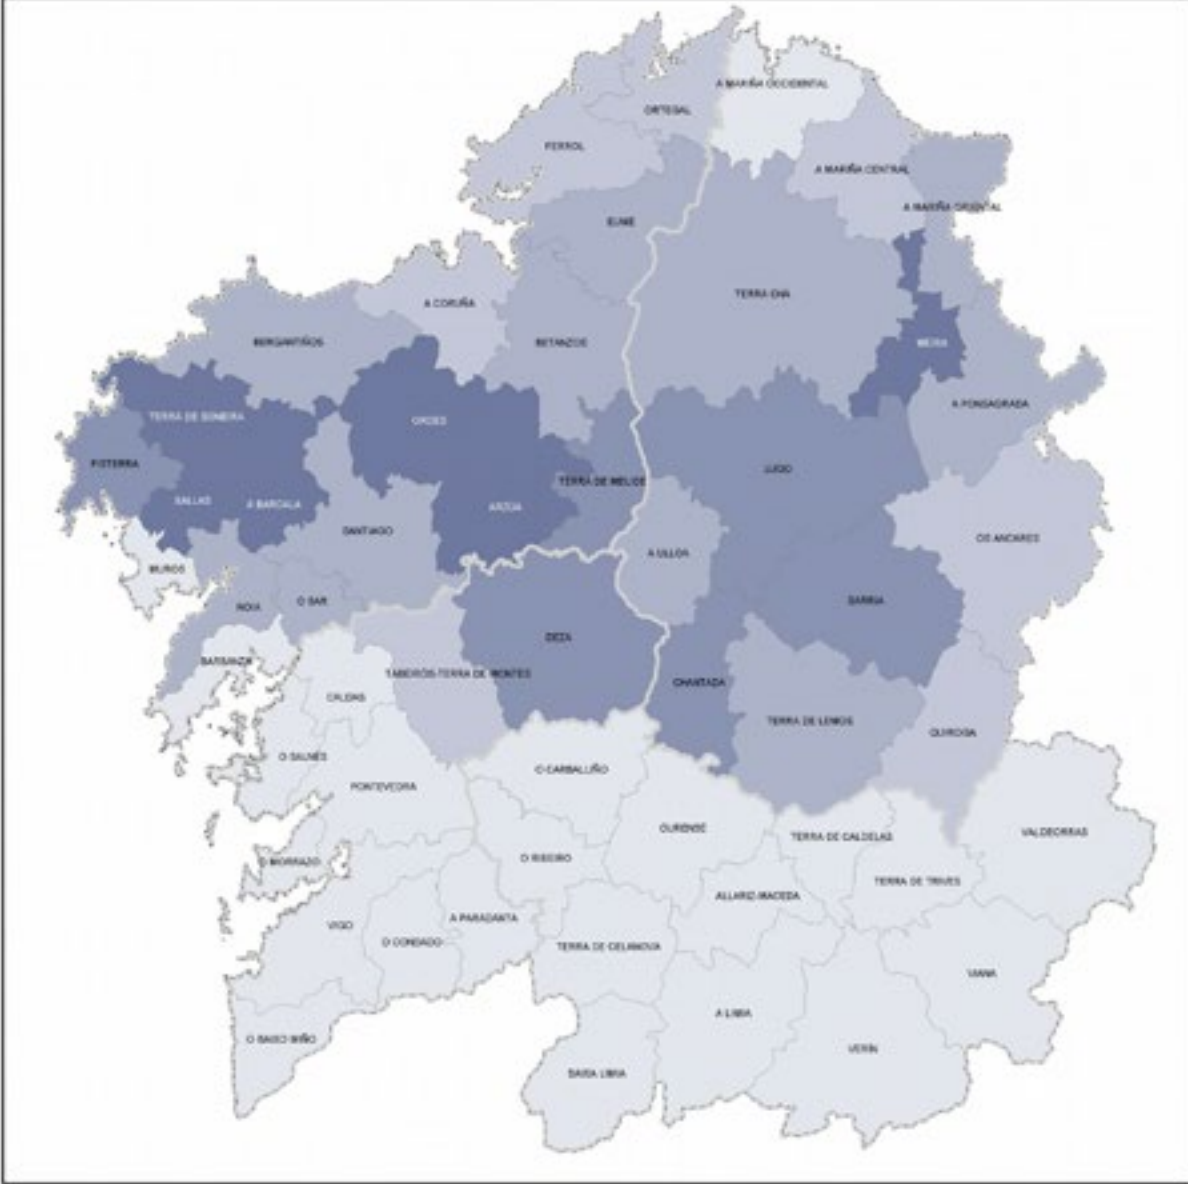 A MARIÑA OCCIDENTAL
ORTEGAL
FERROL
A MARIÑA CENTRAL
A MARIÑA ORIENTAL
EUME
TERRA CHA
A CORUÑA
BERGANTIÑOS
BETANZOS
MEIRA
A FONSAGRADA
TERRA DE SONEIRA
ORDES
FISTERRA
LUGO
TERRA DE MELIDE
XALLAS
A BARCALA
ARZÚA
SANTIAGO
OS ANCARES
A ULLOA
MUROS
O SAR
SARRIA
NOIA
DEZA
BARBANZA
TABEIRÓS-TERRA DE MONTES
CHANTADA
CALDAS
TERRA DE LEMOS
QUIROGA
O SALNÉS
O CARBALLIÑO
PONTEVEDRA
OURENSE
VALDEORRAS
TERRA DE CALDELAS
O RIBEIRO
O MORRAZO
TERRA DE TRIVES
ALLARIZ-MACEDA
A PARADANTA
VIGO
O CONDADO
TERRA DE CELANOVA
VIANA
A LIMIA
O BAIXO MIÑO
VERÍN
BAIXA LIMIA